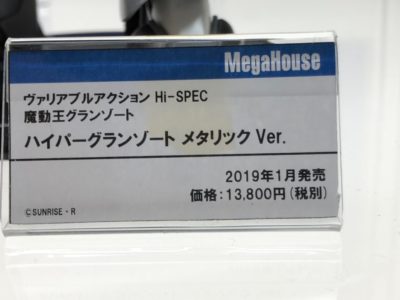 MegaHouse
ヴァリアブルアクション Hi-SPEC
魔動王グランゾート
ハイパーグランゾート メタリック Ver.
2019年1月発売
価格:13,800円(税別)
©SUNRISE・R